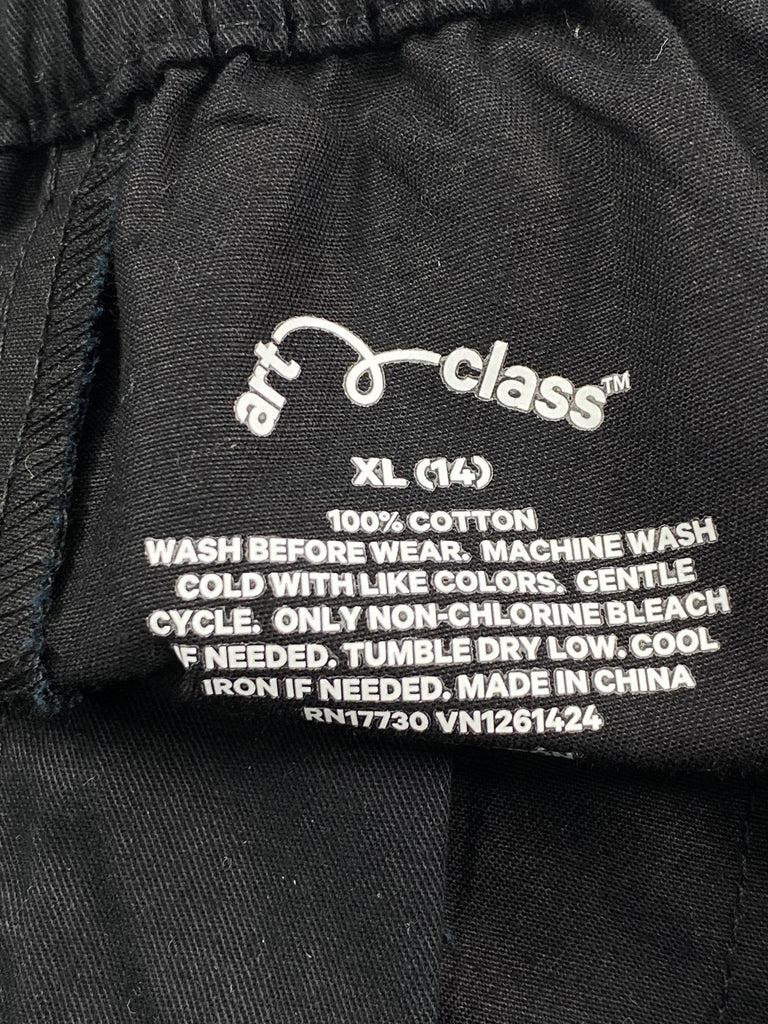 art class™
XL (14)
100% COTTON
WASH BEFORE WEAR. MACHINE WASH
COLD WITH LIKE COLORS. GENTLE
CYCLE. ONLY NON-CHLORINE BLEACH
IF NEEDED. TUMBLE DRY LOW. COOL
IRON IF NEEDED. MADE IN CHINA
RN17730 VN1261424